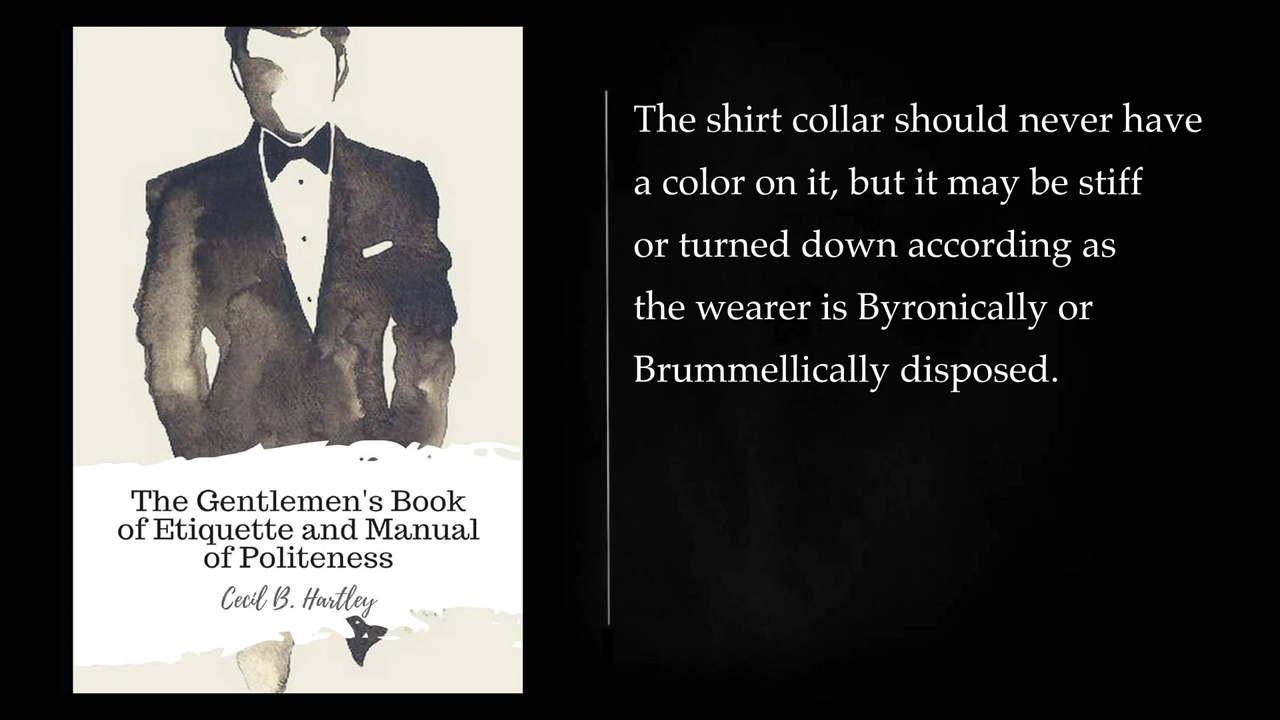 The Gentlemen's Book
of Etiquette and Manual
of Politeness
Cecil B. Hartley
The shirt collar should never have
a color on it, but it may be stiff
or turned down according as
the wearer is Byronically or
Brummellically disposed.